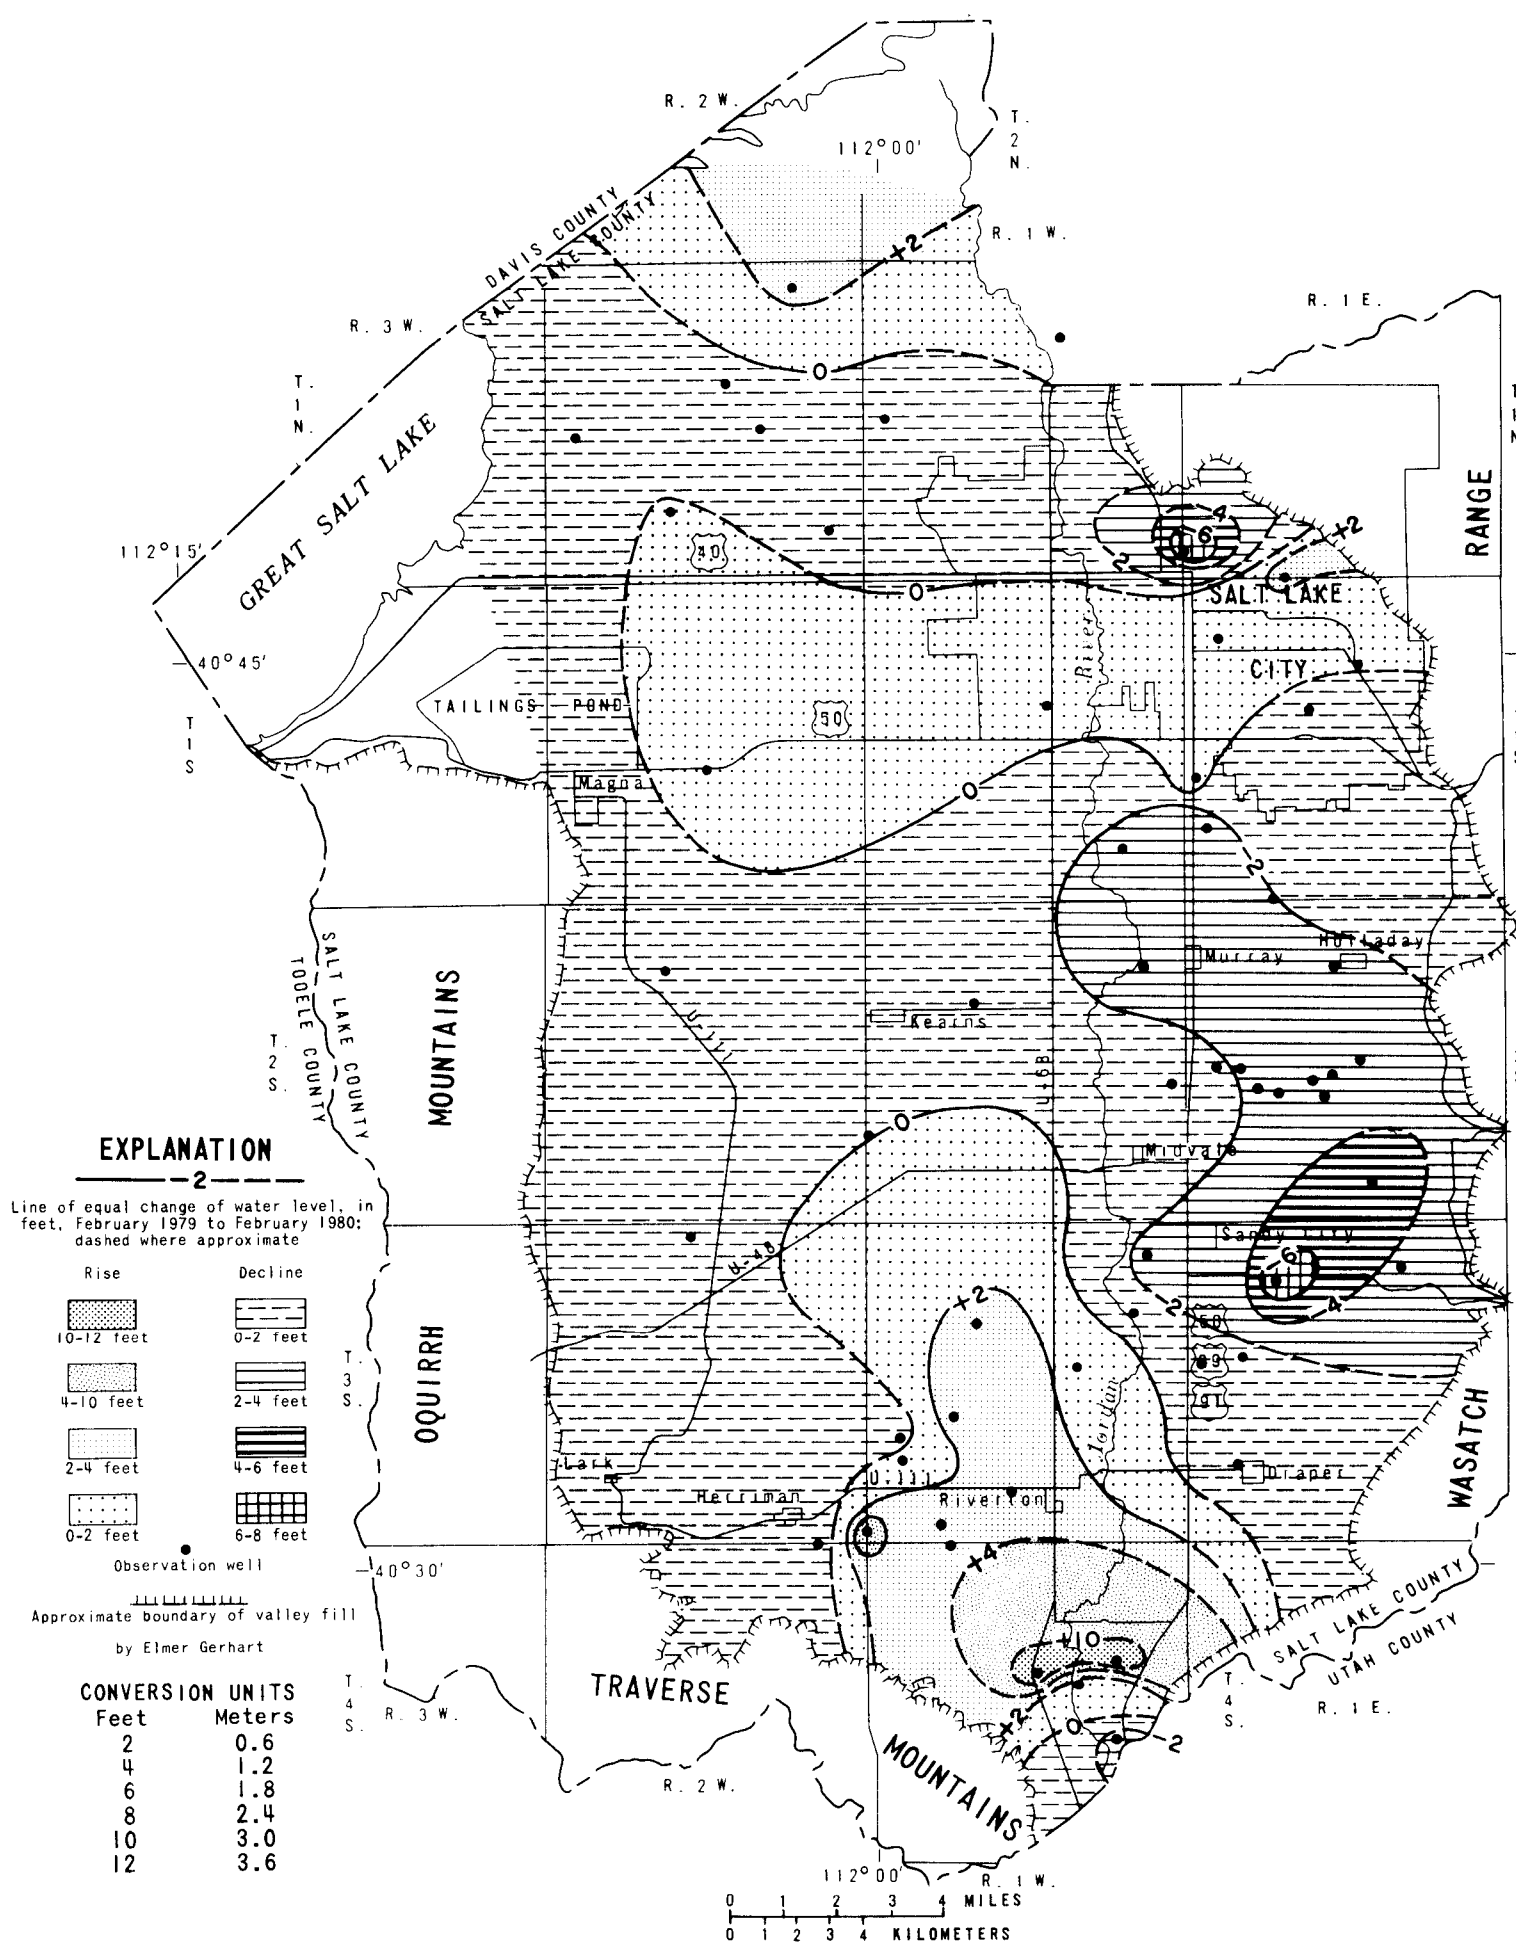 R. 2 W.
T.
2
N.
112°00'
DAVIS COUNTY
SALT LAKE COUNTY
+2
R. 1 W.
R. 1 E.
R. 3 W.
0
T.
1
N.
GREAT SALT LAKE
RANGE
-4
-6
+2
112°15'
40
-2
0
SALT LAKE
River
40°45'
CITY
TAILINGS POND
50
T
1
S
Magna
0
-2
Holladay
Murray
SALT LAKE COUNTY
TOOELE COUNTY
MOUNTAINS
Kearns
U-111
T.
2
S.
U-68
0
Midvale
EXPLANATION
-2
Line of equal change of water level, in
feet, February 1979 to February 1980;
dashed where approximate
Sandy City
U-48
-6
Rise
Decline
+2
-4
-2
10-12 feet
0-2 feet
OQUIRRH
T.
3
S.
89
4-10 feet
2-4 feet
91
Jordan
WASATCH
2-4 feet
4-6 feet
Lark
U-111
Draper
Herriman
Riverton
0-2 feet
6-8 feet
Observation well
40°30'
+4
Approximate boundary of valley fill
by Elmer Gerhart
+10
SALT LAKE COUNTY
UTAH COUNTY
CONVERSION UNITS
Feet Meters
2 0.6
4 1.2
6 1.8
8 2.4
10 3.0
12 3.6
T.
4
S.
R. 3 W.
TRAVERSE
+2
0
-2
T.
4
S.
R. 1 E.
MOUNTAINS
R. 2 W.
112°00'
R. 1 W.
0 1 2 3 4 MILES
0 1 2 3 4 KILOMETERS